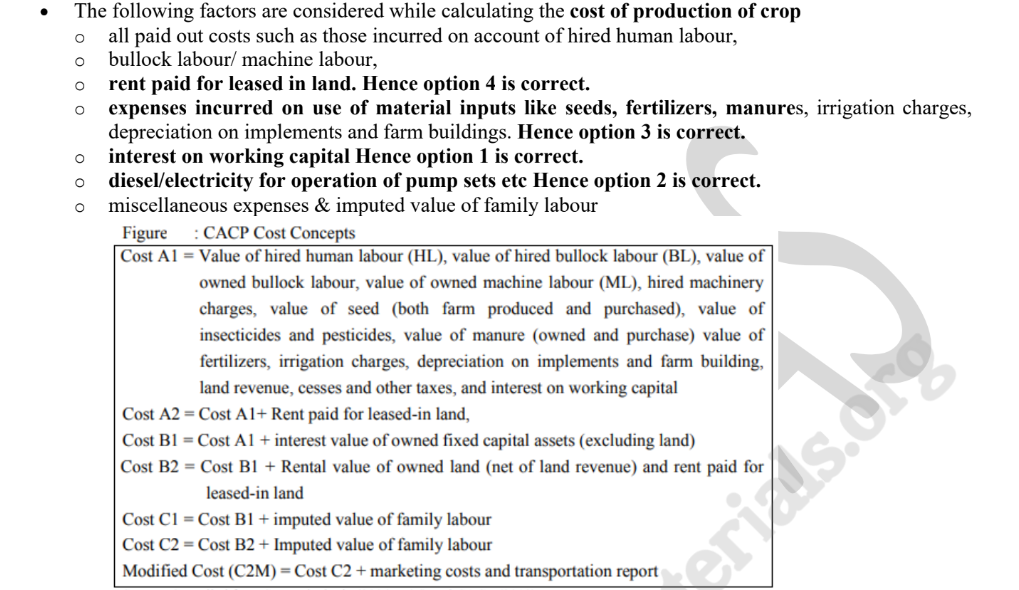 • The following factors are considered while calculating the cost of production of crop
o all paid out costs such as those incurred on account of hired human labour,
o bullock labour/ machine labour,
o rent paid for leased in land. Hence option 4 is correct.
o expenses incurred on use of material inputs like seeds, fertilizers, manures, irrigation charges,
depreciation on implements and farm buildings. Hence option 3 is correct.
o interest on working capital Hence option 1 is correct.
o diesel/electricity for operation of pump sets etc Hence option 2 is correct.
o miscellaneous expenses & imputed value of family labour
Figure : CACP Cost Concepts
Cost A1 = Value of hired human labour (HL), value of hired bullock labour (BL), value of
owned bullock labour, value of owned machine labour (ML), hired machinery
charges, value of seed (both farm produced and purchased), value of
insecticides and pesticides, value of manure (owned and purchase) value of
fertilizers, irrigation charges, depreciation on implements and farm building,
land revenue, cesses and other taxes, and interest on working capital
Cost A2 = Cost A1+ Rent paid for leased-in land,
Cost B1 = Cost A1 + interest value of owned fixed capital assets (excluding land)
Cost B2 = Cost B1 + Rental value of owned land (net of land revenue) and rent paid for
leased-in land
Cost C1 = Cost B1 + imputed value of family labour
Cost C2 = Cost B2 + Imputed value of family labour
Modified Cost (C2M) = Cost C2 + marketing costs and transportation report
erials.org